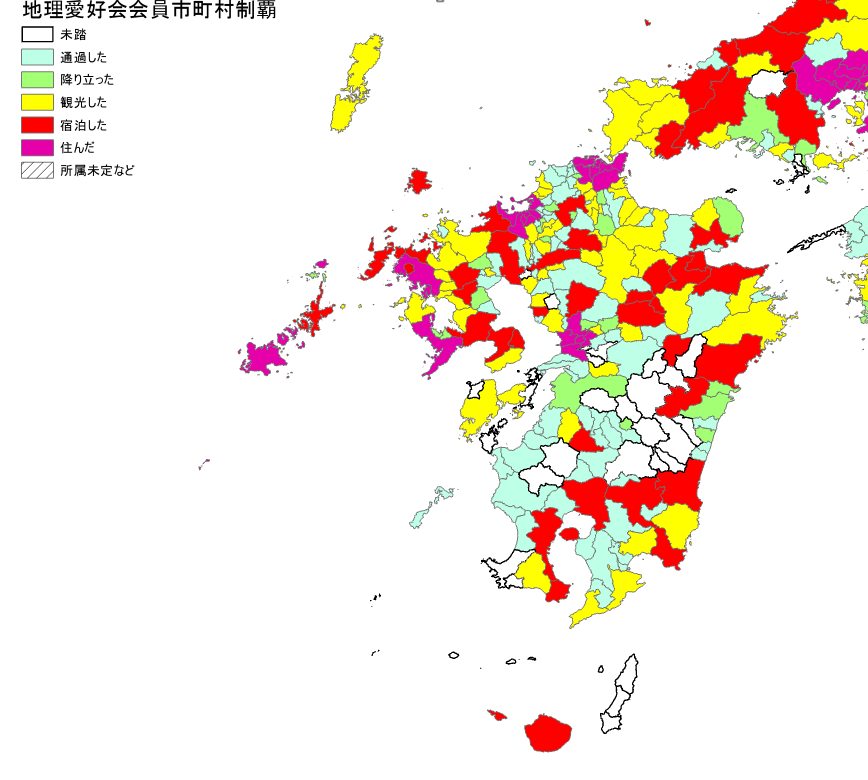 地理愛好会会員市町村制覇
未踏
通過した
降り立った
観光した
宿泊した
住んだ
所属未定など